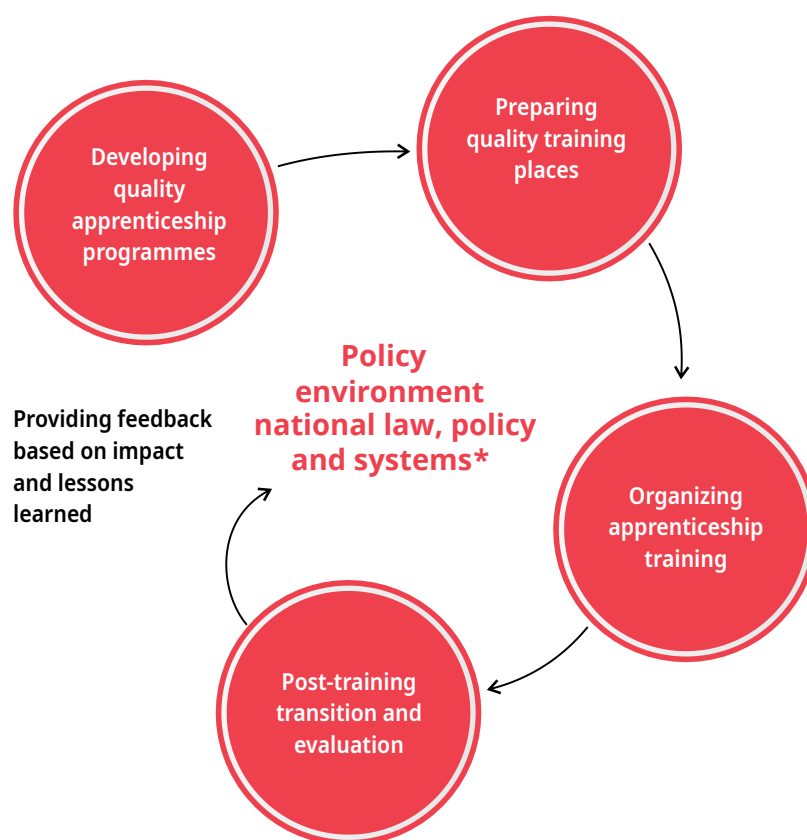 Developing
quality
apprenticeship
programmes
Preparing
quality training
places
Policy
environment
national law, policy
and systems*
Providing feedback
based on impact
and lessons
learned
Organizing
apprenticeship
training
Post-training
transition and
evaluation